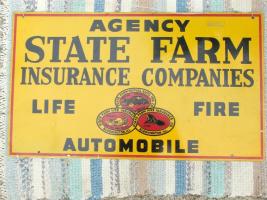 AGENCY
STATE FARM
INSURANCE COMPANIES
LIFE FIRE
AUTOMOBILE